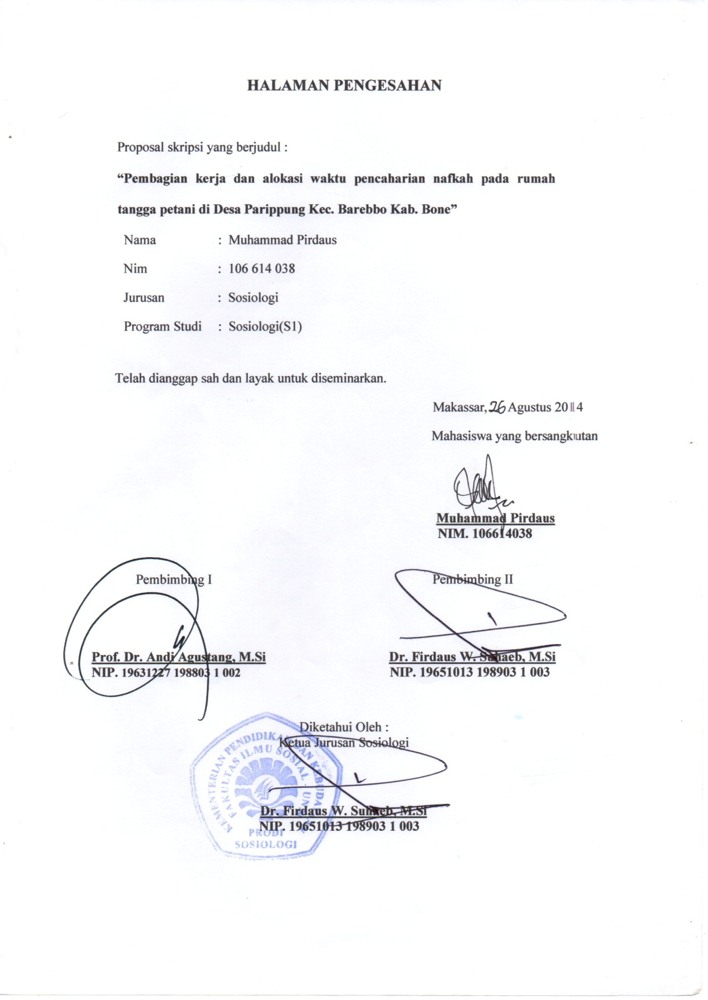 HALAMAN PENGESAHAN
Proposal skripsi yang berjudul :
“Pembagian kerja dan alokasi waktu pencaharian nafkah pada rumah
tangga petani di Desa Parippung Kec. Barebbo Kab. Bone”
Nama : Muhammad Pirdaus
Nim : 106 614 038
Jurusan : Sosiologi
Program Studi : Sosiologi(S1)
Telah dianggap sah dan layak untuk diseminarkan.
Makassar, 26 Agustus 2014
Mahasiswa yang bersangkutan
Muhammad Pirdaus
NIM. 106614038
Pembimbing I
Pembimbing II
Prof. Dr. Andi Agustang, M.Si
NIP. 19631227 198803 1 002
Dr. Firdaus W. Suhaeb, M.Si
NIP. 19651013 198903 1 003
Diketahui Oleh :
Ketua Jurusan Sosiologi
Dr. Firdaus W. Suhaeb, M.Si
NIP. 19651013 198903 1 003
KEMENTERIAN PENDIDIKAN DAN
FAKULTAS ILMU SOSIAL -
PRODI
SOSIOLOGI